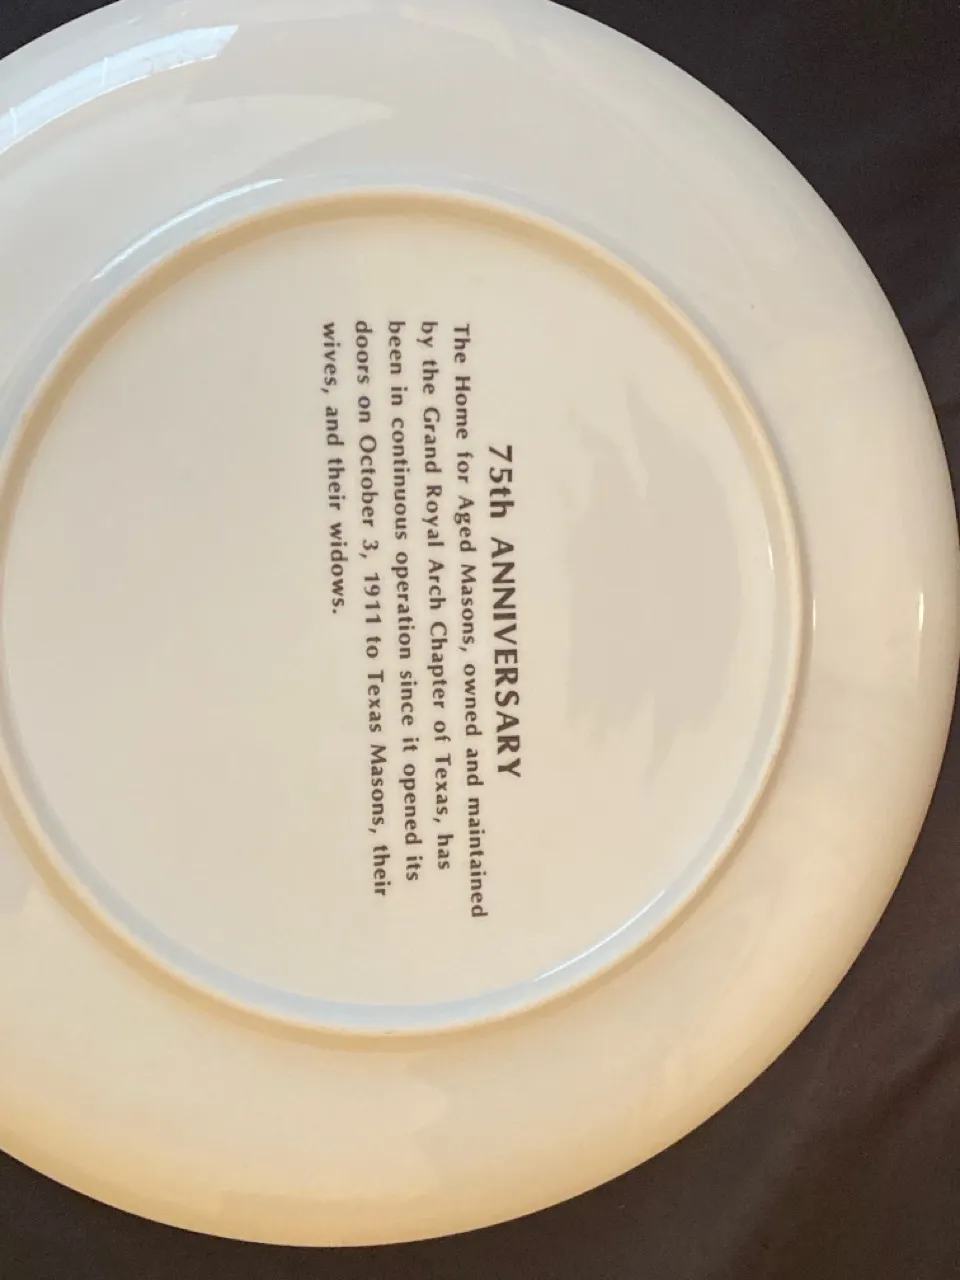 75th ANNIVERSARY
The Home for Aged Masons, owned and maintained
by the Grand Royal Arch Chapter of Texas, has
been in continuous operation since it opened its
doors on October 3, 1911 to Texas Masons, their
wives, and their widows.